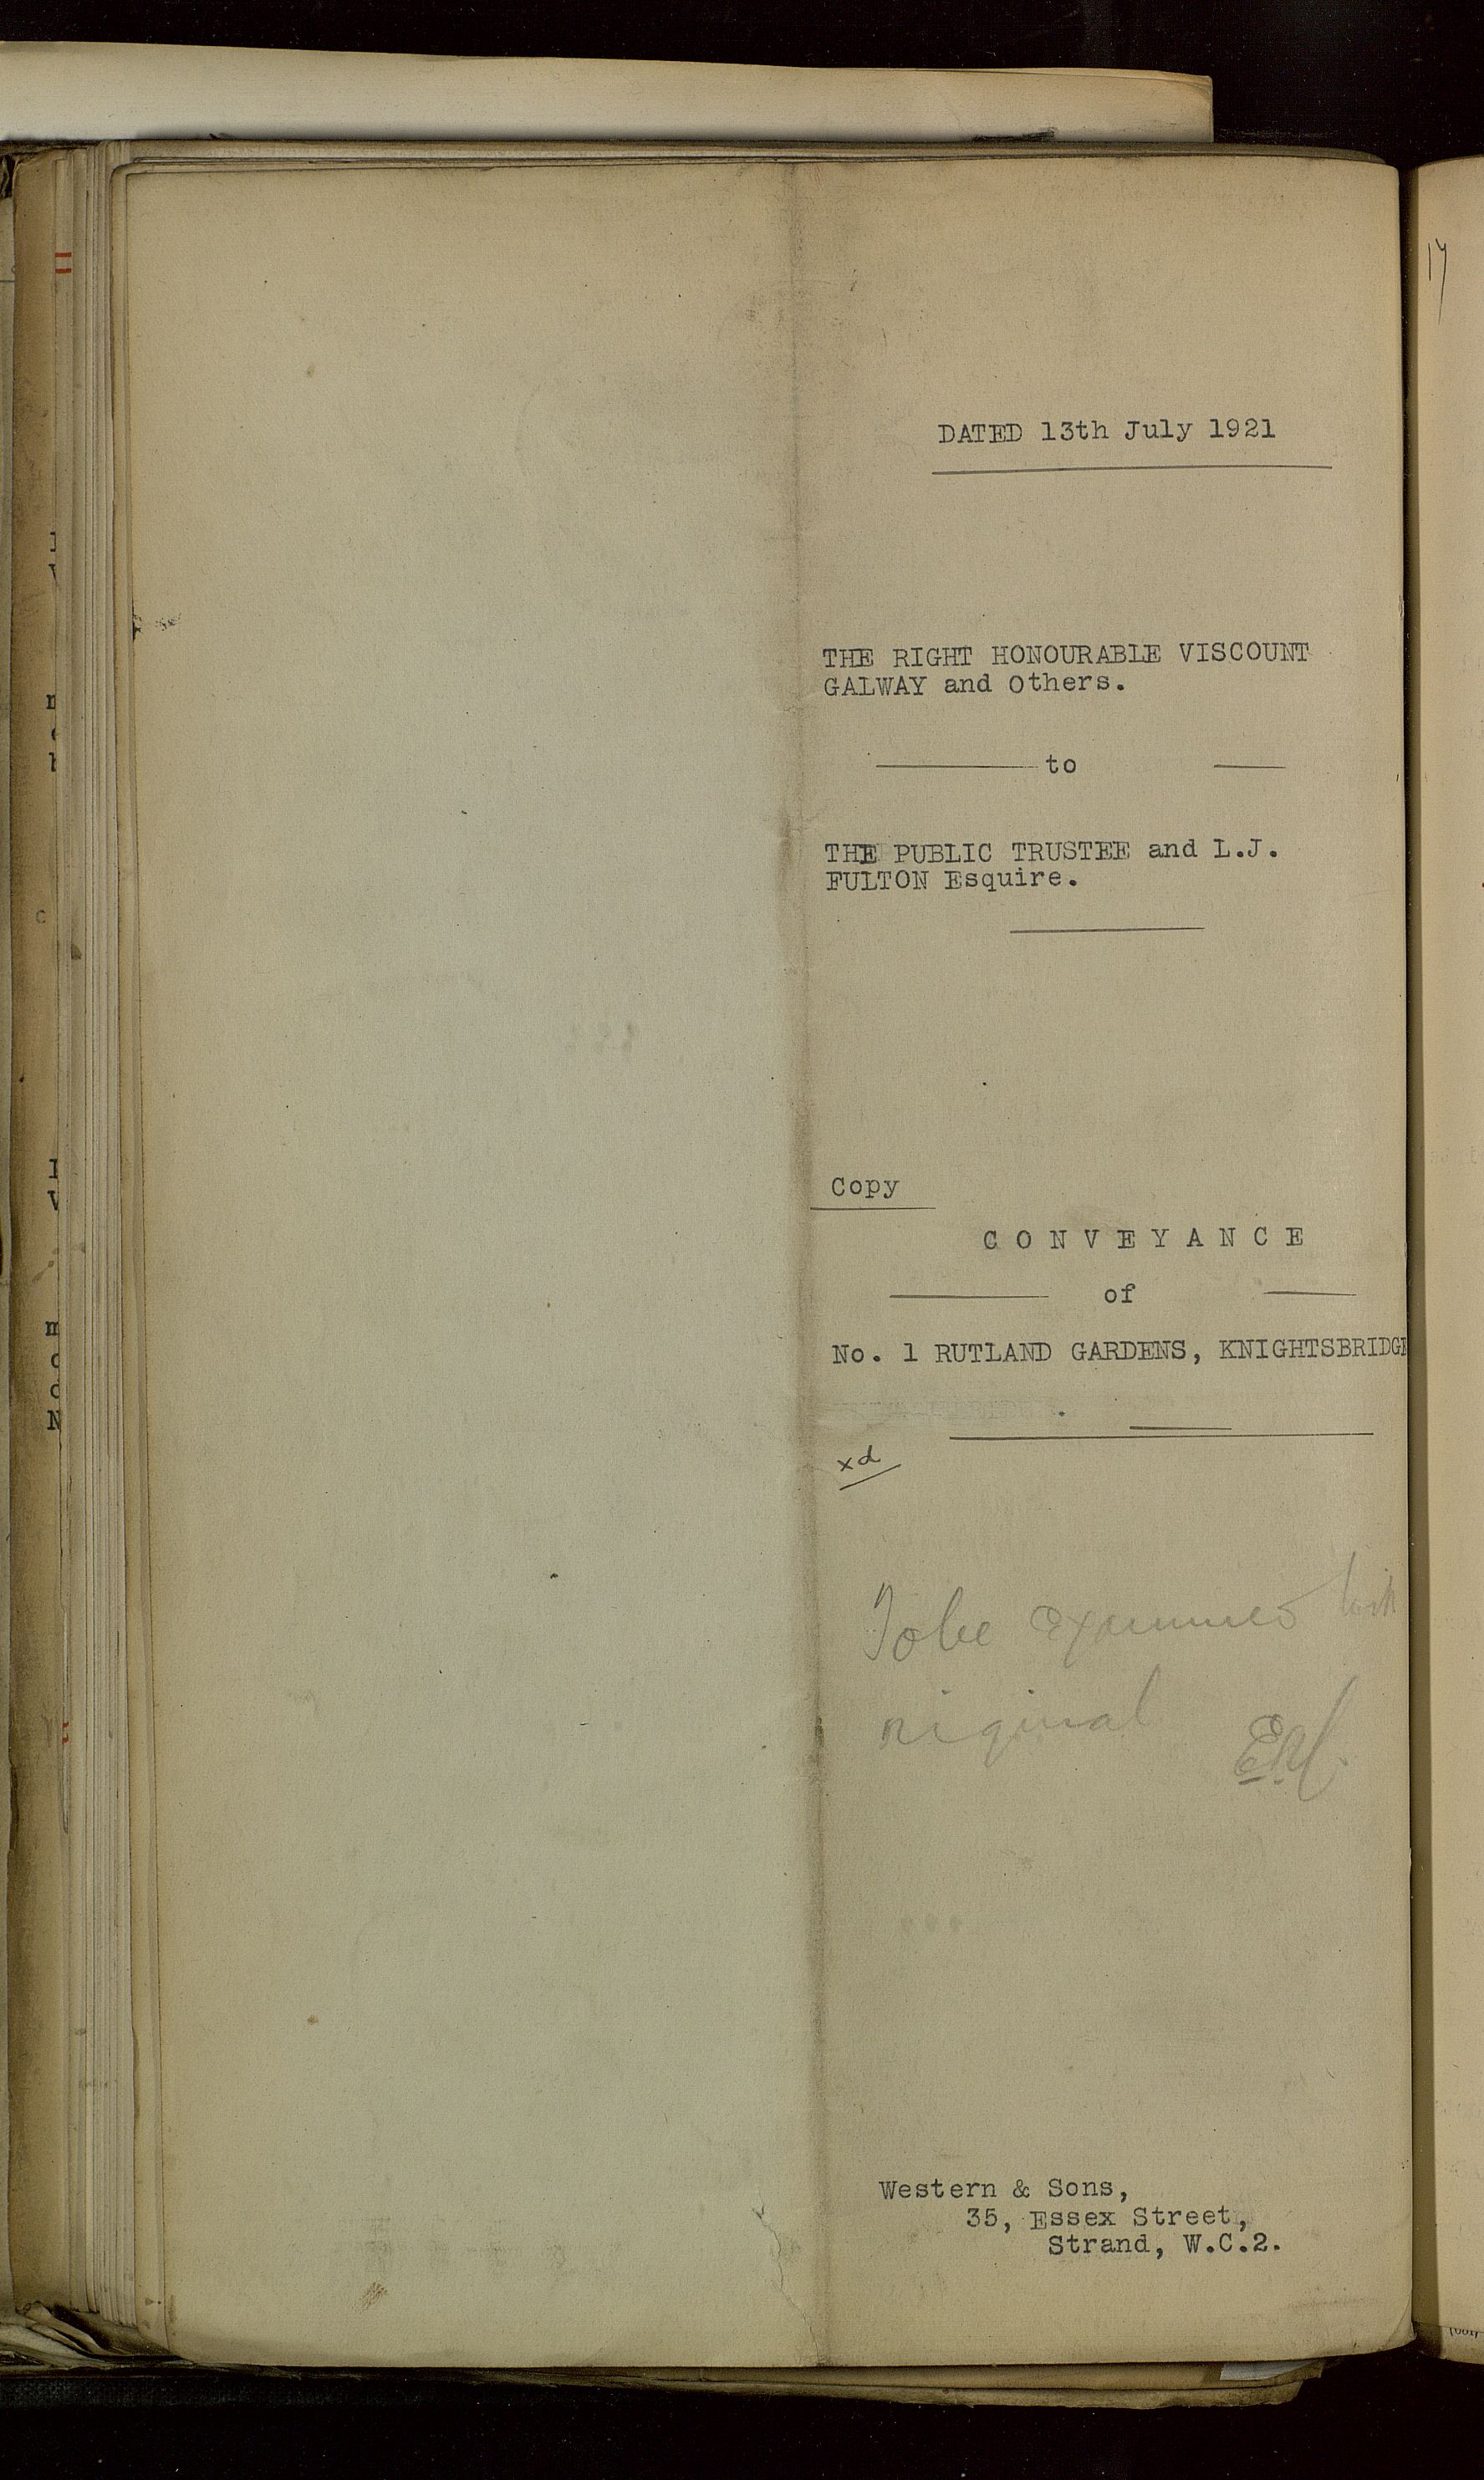 DATED 13th July 1921
THE RIGHT HONOURABLE VISCOUNT
GALWAY and Others.
to
THE PUBLIC TRUSTEE and L.J.
FULTON Esquire.
Copy
CONVEYANCE
of
No. 1 RUTLAND GARDENS, KNIGHTSBRIDG
xd
To be examined with
original
Western & Sons,
35, Essex Street,
Strand, W.C.2.
17